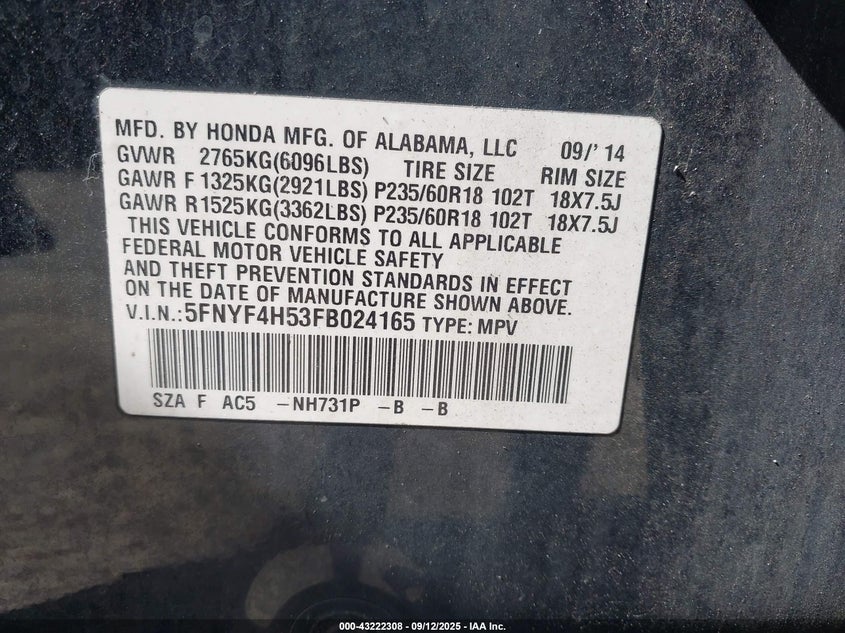 MFD. BY HONDA MFG. OF ALABAMA, LLC 09/' 14
GVWR 2765KG(6096LBS) TIRE SIZE RIM SIZE
GAWR F 1325KG(2921LBS) P235/60R18 102T 18X7.5J
GAWR R 1525KG(3362LBS) P235/60R18 102T 18X7.5J
THIS VEHICLE CONFORMS TO ALL APPLICABLE
FEDERAL MOTOR VEHICLE SAFETY
AND THEFT PREVENTION STANDARDS IN EFFECT
ON THE DATE OF MANUFACTURE SHOWN ABOVE.
V.I.N.:5FNYF4H53FB024165 TYPE: MPV
SZA F AC5 -NH731P -B -B
000-43222308 - 09/12/2025 - IAA Inc.